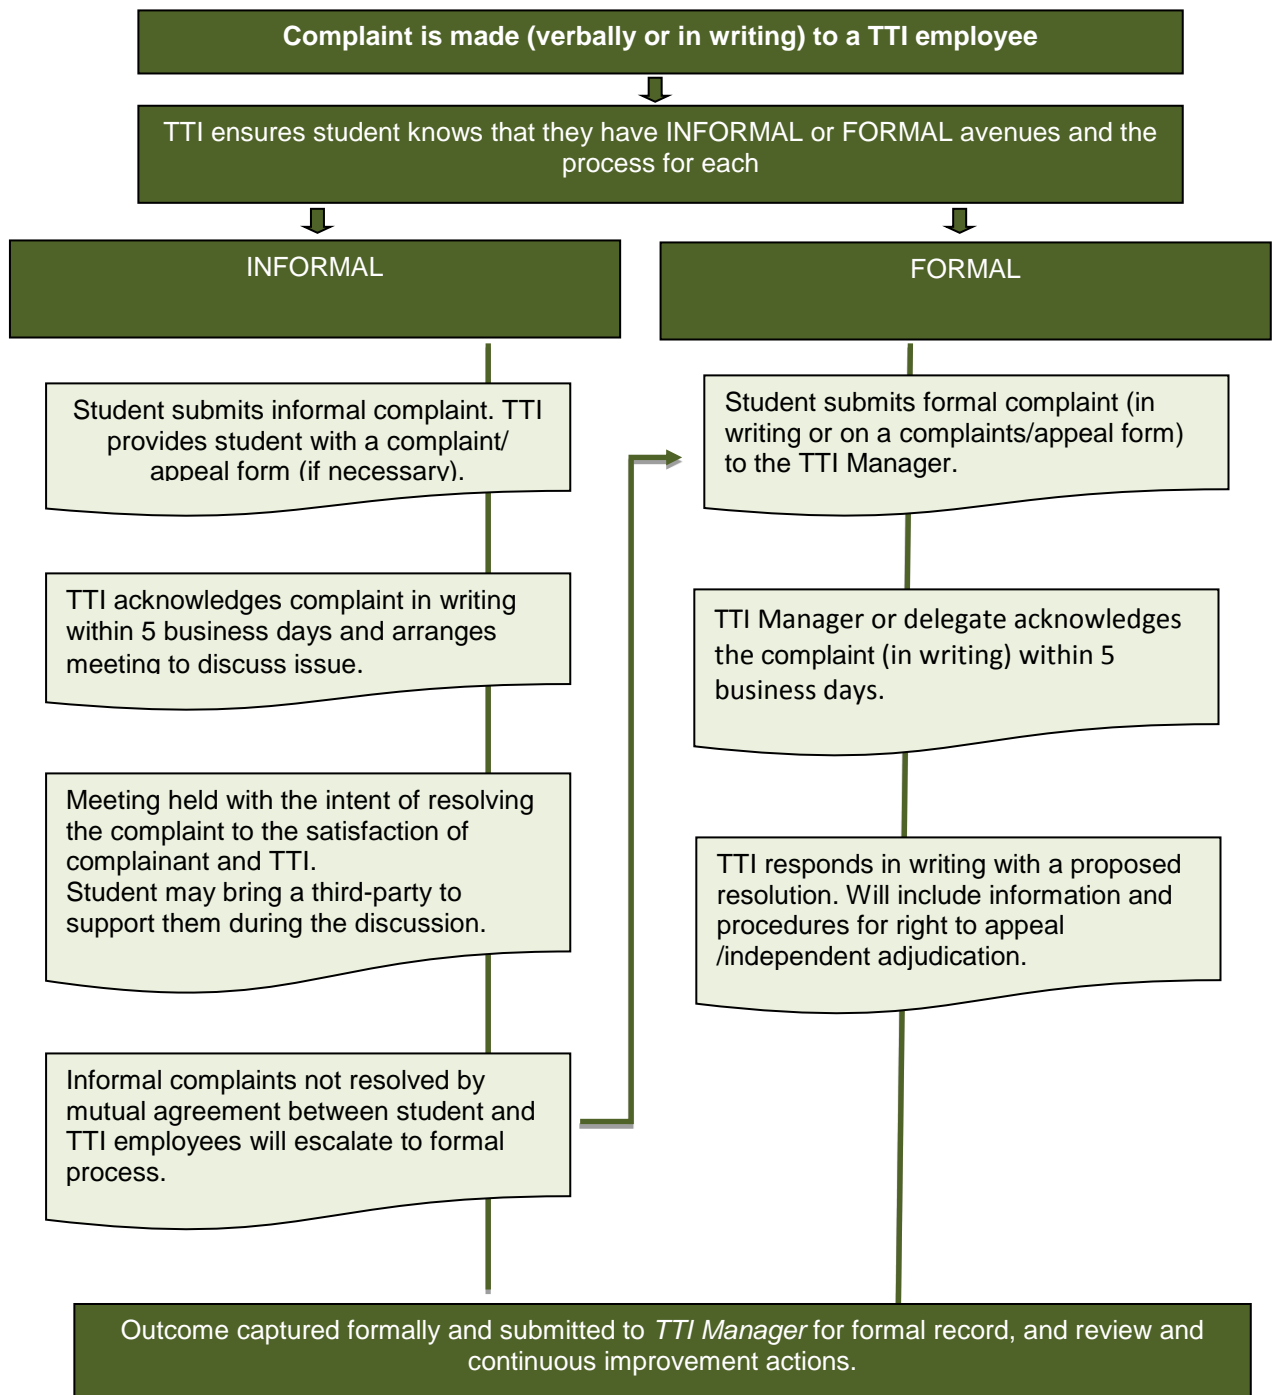 Complaint is made (verbally or in writing) to a TTI employee
TTI ensures student knows that they have INFORMAL or FORMAL avenues and the
process for each
INFORMAL
Student submits informal complaint. TTI
provides student with a complaint/
appeal form (if necessary).
TTI acknowledges complaint in writing
within 5 business days and arranges
meeting to discuss issue.
Meeting held with the intent of resolving
the complaint to the satisfaction of
complainant and TTI.
Student may bring a third-party to
support them during the discussion.
Informal complaints not resolved by
mutual agreement between student and
TTI employees will escalate to formal
process.
FORMAL
Student submits formal complaint (in
writing or on a complaints/appeal form)
to the TTI Manager.
TTI Manager or delegate acknowledges
the complaint (in writing) within 5
business days.
TTI responds in writing with a proposed
resolution. Will include information and
procedures for right to appeal
/independent adjudication.
Outcome captured formally and submitted to TTI Manager for formal record, and review and
continuous improvement actions.